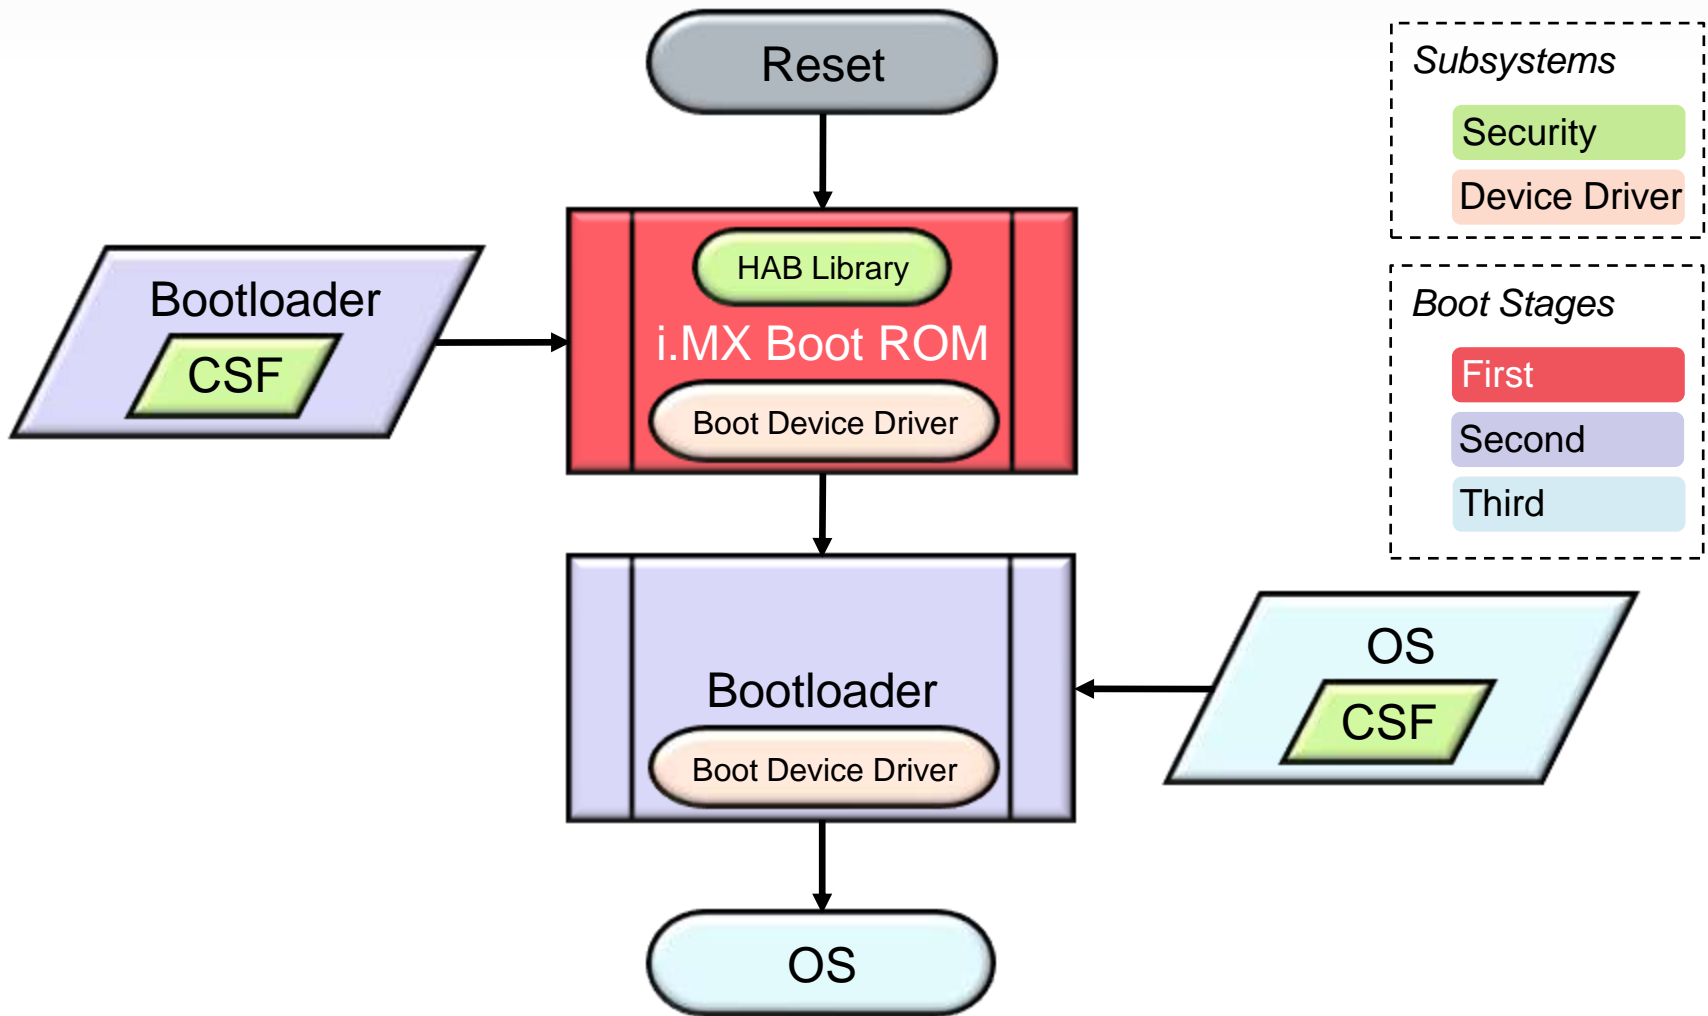 Reset
Subsystems
Security
Device Driver
Boot Stages
First
Second
Third
Bootloader
CSF
HAB Library
i.MX Boot ROM
Boot Device Driver
Bootloader
Boot Device Driver
OS
CSF
OS